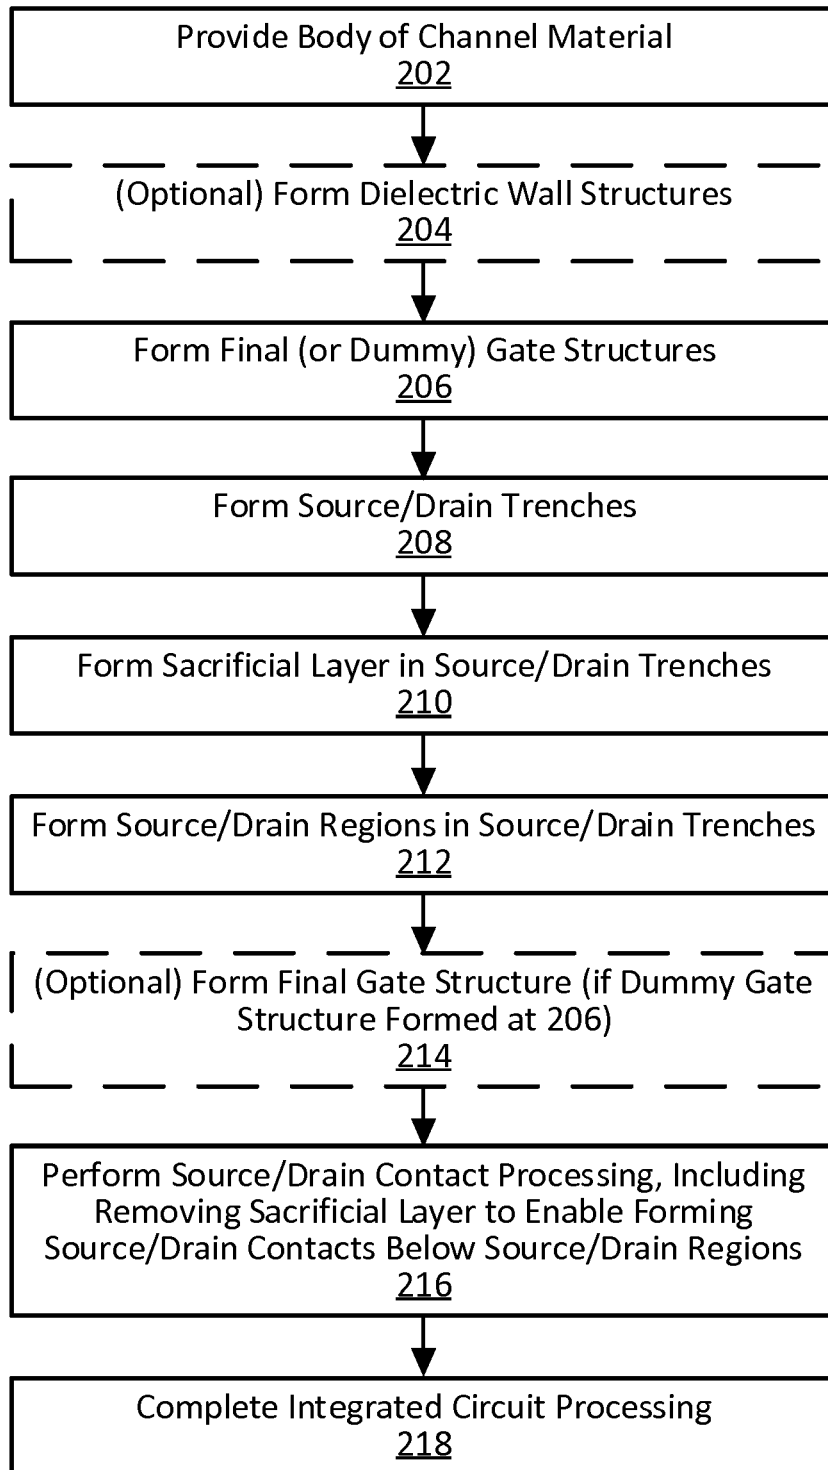 Provide Body of Channel Material
202
(Optional) Form Dielectric Wall Structures
204
Form Final (or Dummy) Gate Structures
206
Form Source/Drain Trenches
208
Form Sacrificial Layer in Source/Drain Trenches
210
Form Source/Drain Regions in Source/Drain Trenches
212
(Optional) Form Final Gate Structure (if Dummy Gate
Structure Formed at 206)
214
Perform Source/Drain Contact Processing, Including
Removing Sacrificial Layer to Enable Forming
Source/Drain Contacts Below Source/Drain Regions
216
Complete Integrated Circuit Processing
218